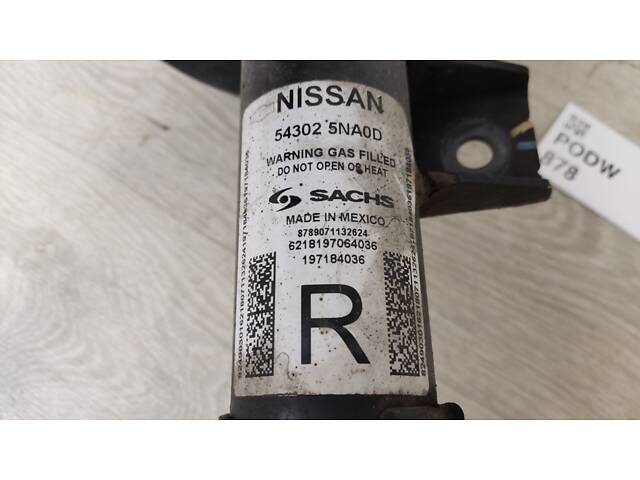 NISSAN
54302 5NA0D
WARNING GAS FILLED
DO NOT OPEN OR HEAT
SACHS
MADE IN MEXICO
8789071132624
6218197064036
197184036
R
PODW
878